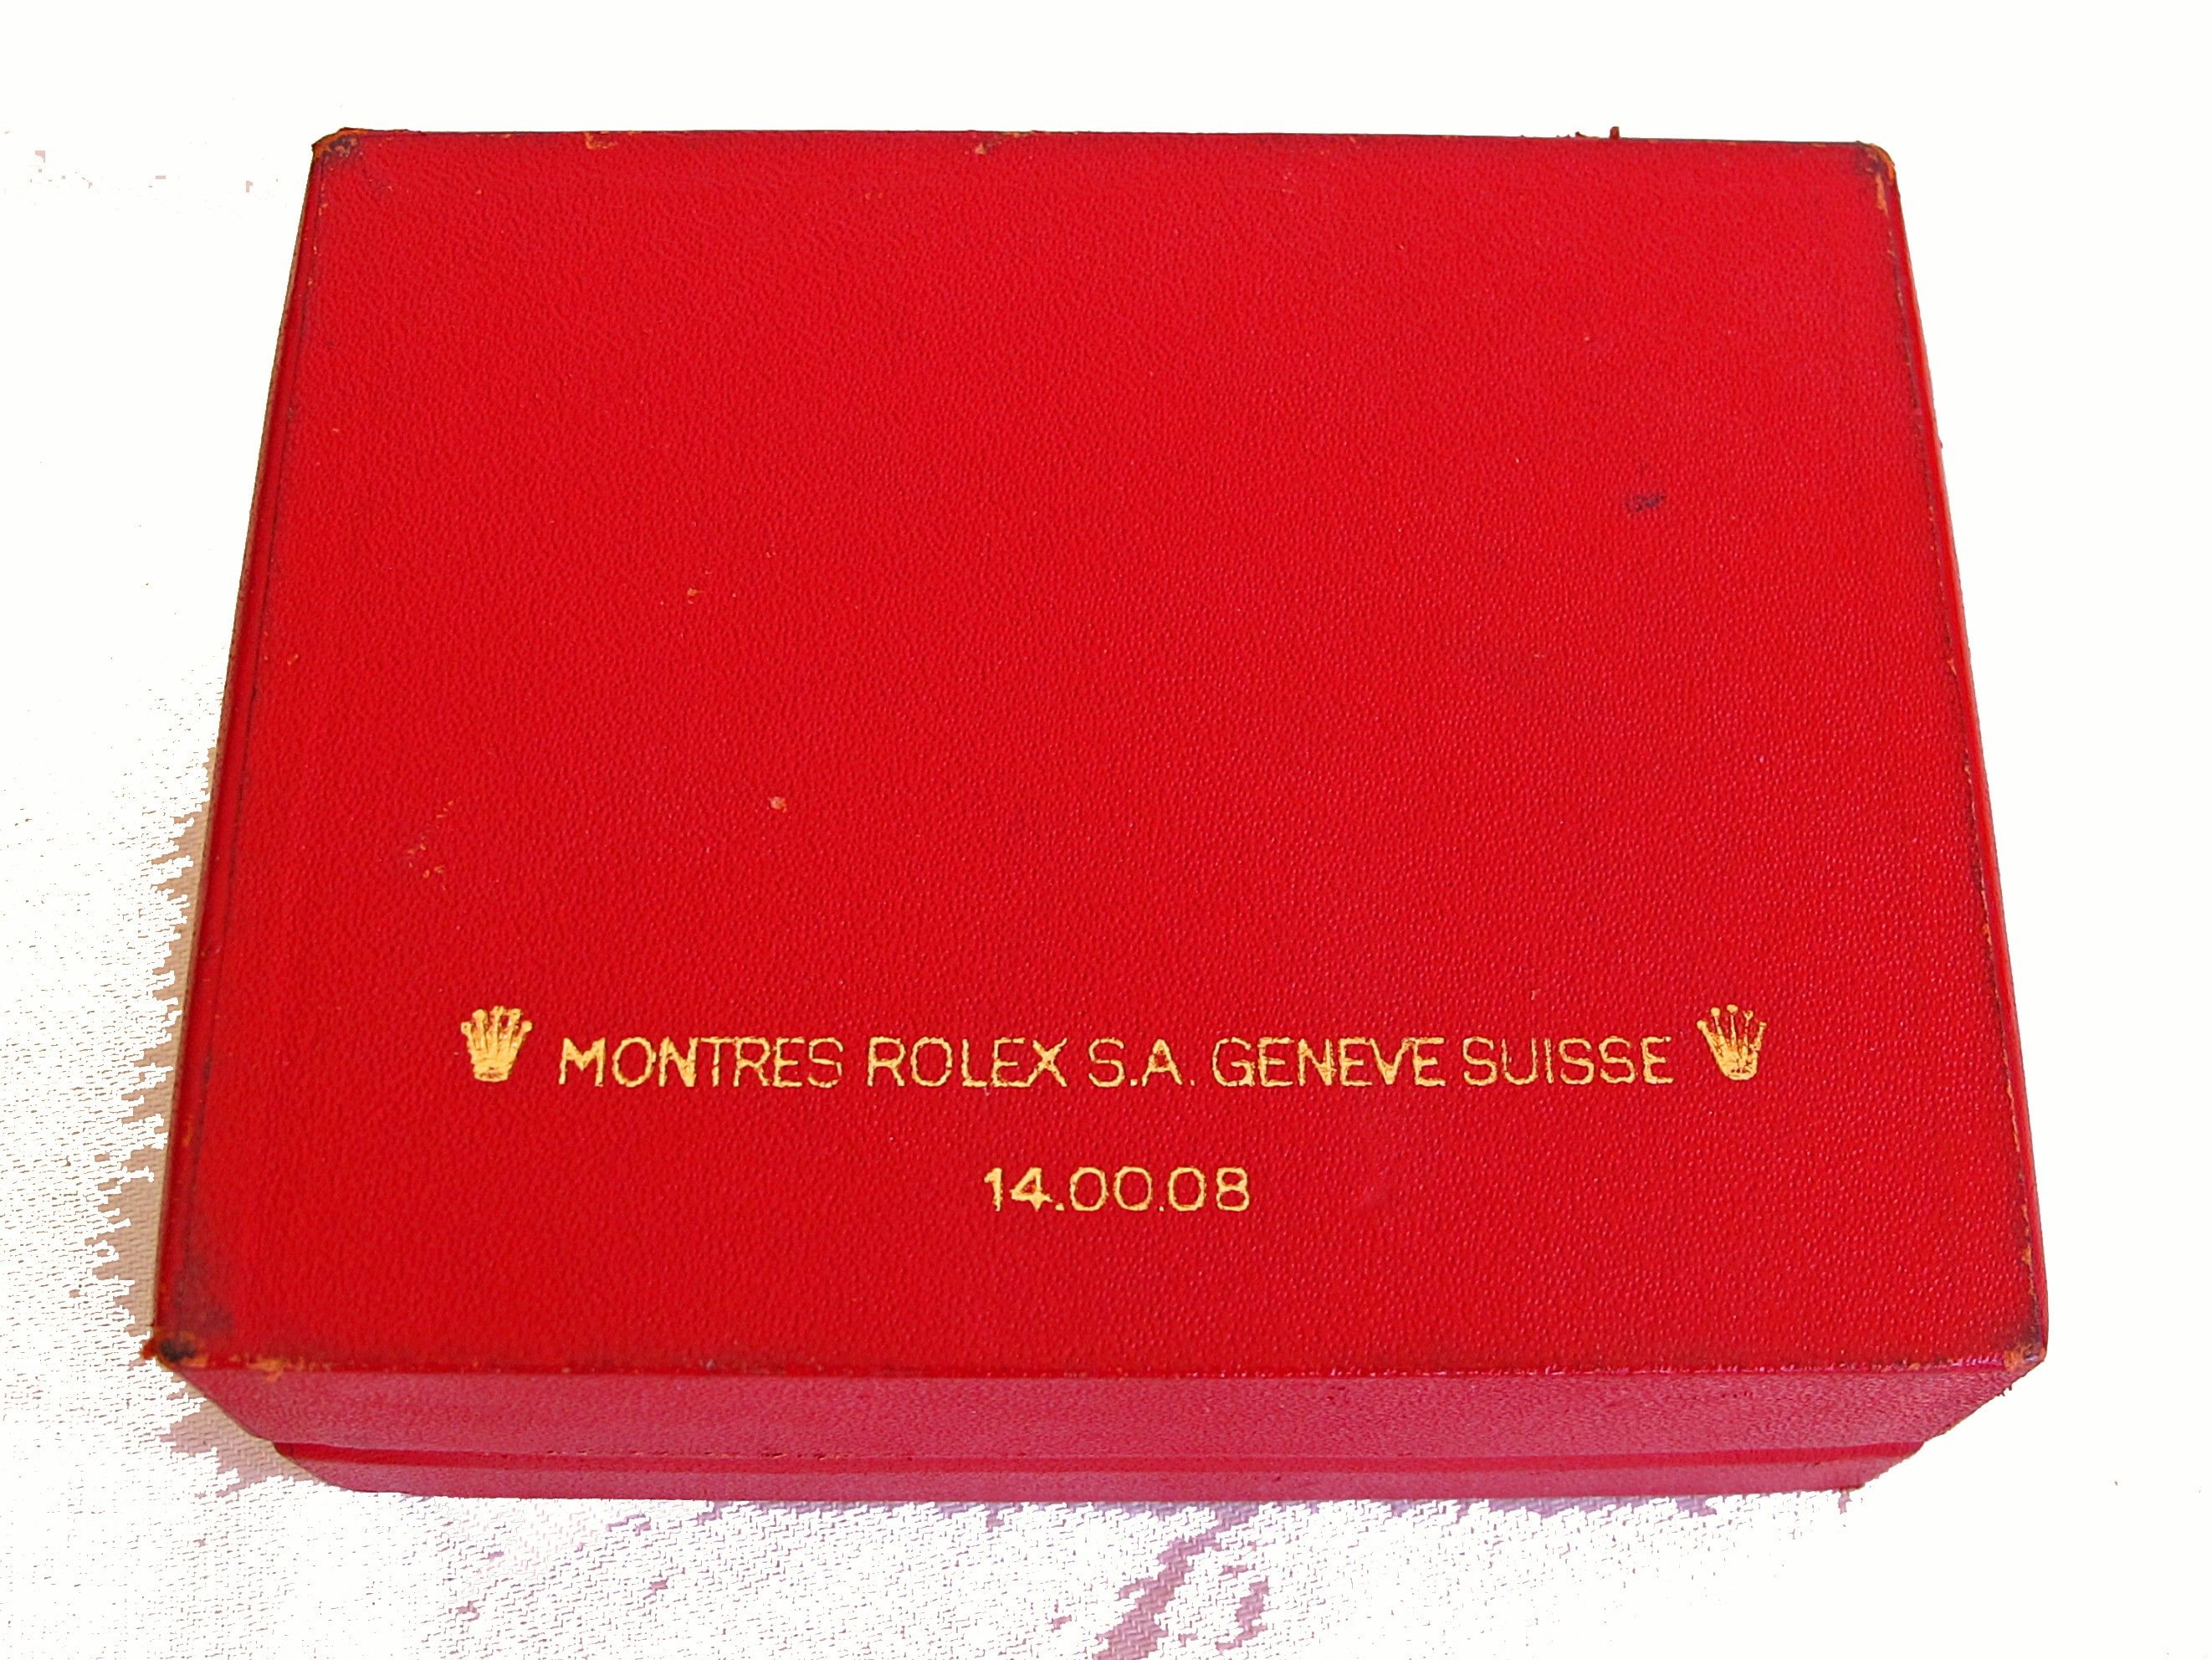 MONTRES ROLEX S.A. GENEVE SUISSE
14.00.08